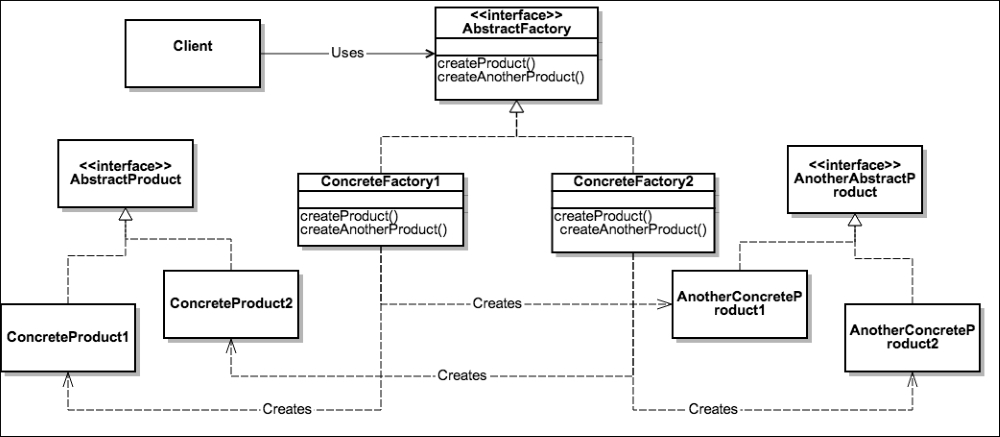 Client
Uses
<<interface>>
AbstractFactory
createProduct()
createAnotherProduct()
<<interface>>
AbstractProduct
ConcreteFactory1
createProduct()
createAnotherProduct()
ConcreteFactory2
createProduct()
createAnotherProduct()
<<interface>>
AnotherAbstractP
roduct
ConcreteProduct1
ConcreteProduct2
Creates
AnotherConcreteP
roduct1
AnotherConcreteP
roduct2
Creates
Creates
Creates